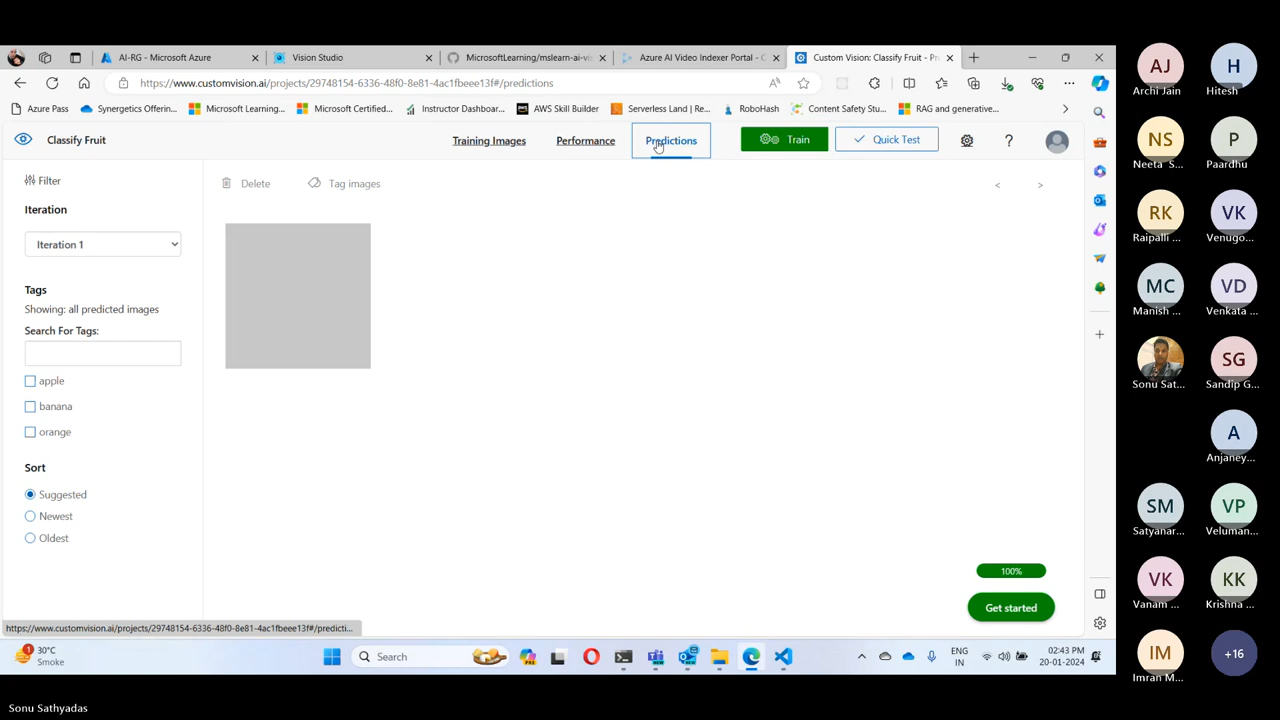 AI-RG - Microsoft Azure
Vision Studio
MicrosoftLearning/mslearn-ai-vis
Azure AI Video Indexer Portal - C
Custom Vision: Classify Fruit - Pr
https://www.customvision.ai/projects/29748154-6336-48f0-8e81-4ac1fbeee13f#/predictions
Azure Pass
Synergetics Offering...
Microsoft Learning...
Microsoft Certified...
Instructor Dashboar...
AWS Skill Builder
Serverless Land | Re...
RoboHash
Content Safety Stu...
RAG and generative...
Classify Fruit
Training Images
Performance
Predictions
Train
Quick Test
?
Filter
Delete
Tag images
< >
Iteration
Iteration 1
Tags
Showing: all predicted images
Search For Tags:
apple
banana
orange
Sort
Suggested
Newest
Oldest
100%
Get started
https://www.customvision.ai/projects/29748154-6336-48f0-8e81-4ac1fbeee13f#/predicti...
1
30°C
Smoke
Search
PRE
NEW
NEW
ENG
IN
02:43 PM
20-01-2024
AJ
Archi Jain
H
Hitesh
NS
Neeta S...
P
Paardhu
RK
Raipalli ...
VK
Venugo...
MC
Manish ...
VD
Venkata ...
Sonu Sat...
SG
Sandip G...
A
Anjaney...
SM
Satyanar...
VP
Veluman...
VK
Vanam ...
KK
Krishna ...
IM
Imran M...
+16
Sonu Sathyadas